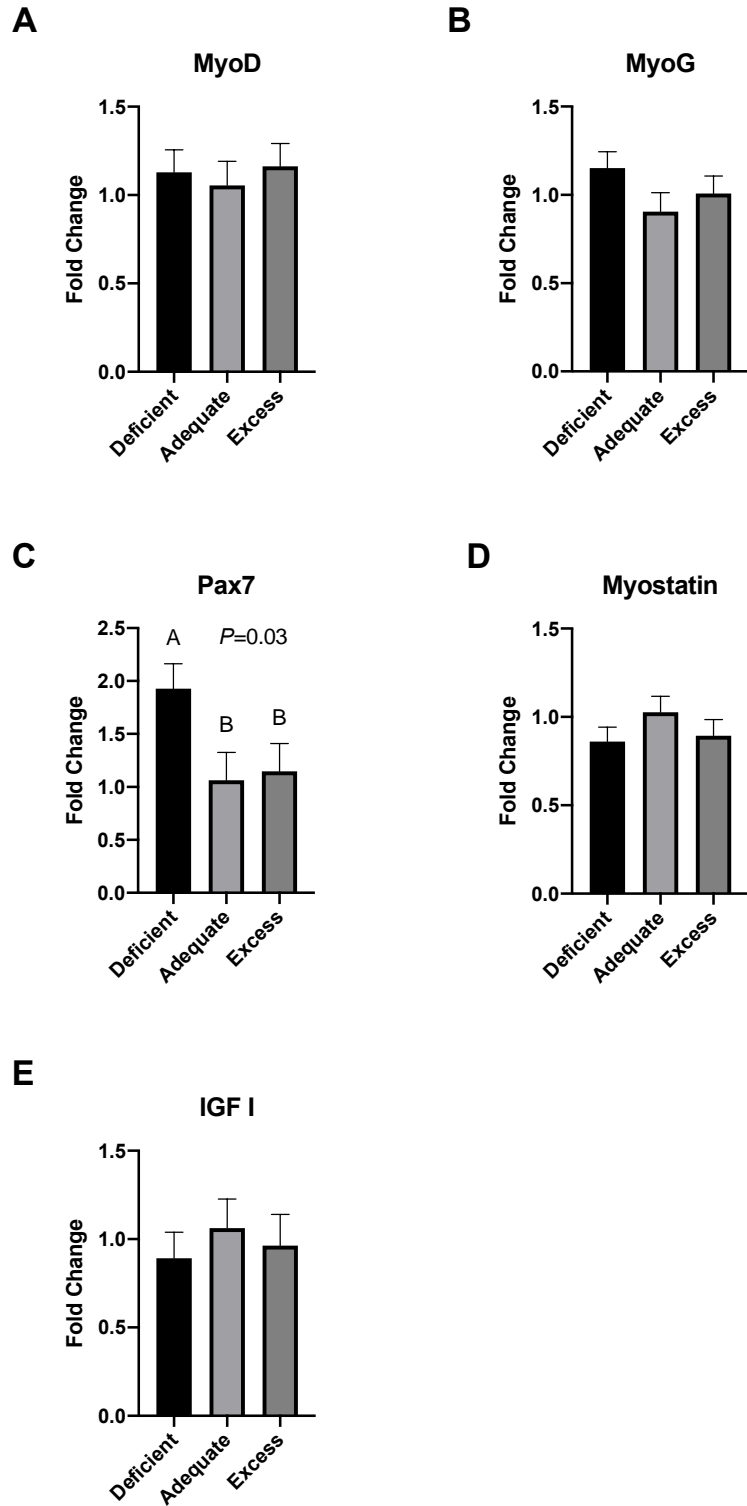 A
MyoD
Fold Change
1.5
1.0
0.5
0.0
Deficient
Adequate
Excess
B
MyoG
Fold Change
1.5
1.0
0.5
0.0
Deficient
Adequate
Excess
C
Pax7
Fold Change
2.5
2.0
1.5
1.0
0.5
0.0
A
P=0.03
B
B
Deficient
Adequate
Excess
D
Myostatin
Fold Change
1.5
1.0
0.5
0.0
Deficient
Adequate
Excess
E
IGF I
Fold Change
1.5
1.0
0.5
0.0
Deficient
Adequate
Excess